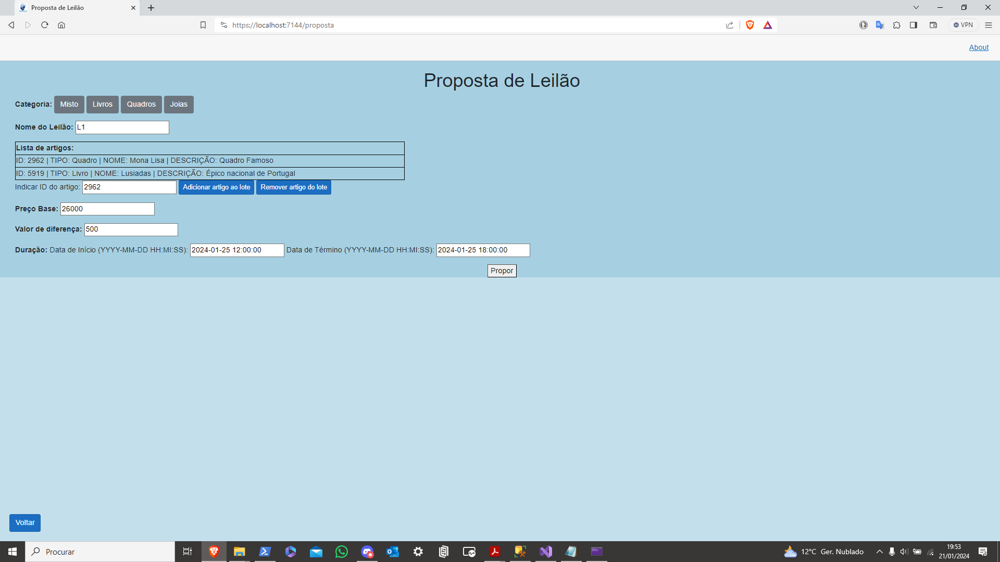 Proposta de Leilão
https://localhost:7144/proposta
VPN
About
Proposta de Leilão
Categoria: Misto Livros Quadros Joias
Nome do Leilão: L1
Lista de artigos:
ID: 2962 | TIPO: Quadro | NOME: Mona Lisa | DESCRIÇÃO: Quadro Famoso
ID: 5919 | TIPO: Livro | NOME: Lusiadas | DESCRIÇÃO: Épico nacional de Portugal
Indicar ID do artigo: 2962 Adicionar artigo ao lote Remover artigo do lote
Preço Base: 26000
Valor de diferença: 500
Duração: Data de Início (YYYY-MM-DD HH:MI:SS): 2024-01-25 12:00:00 Data de Término (YYYY-MM-DD HH:MI:SS): 2024-01-25 18:00:00
Propor
Voltar
Procurar
12°C Ger. Nublado
19:53
21/01/2024